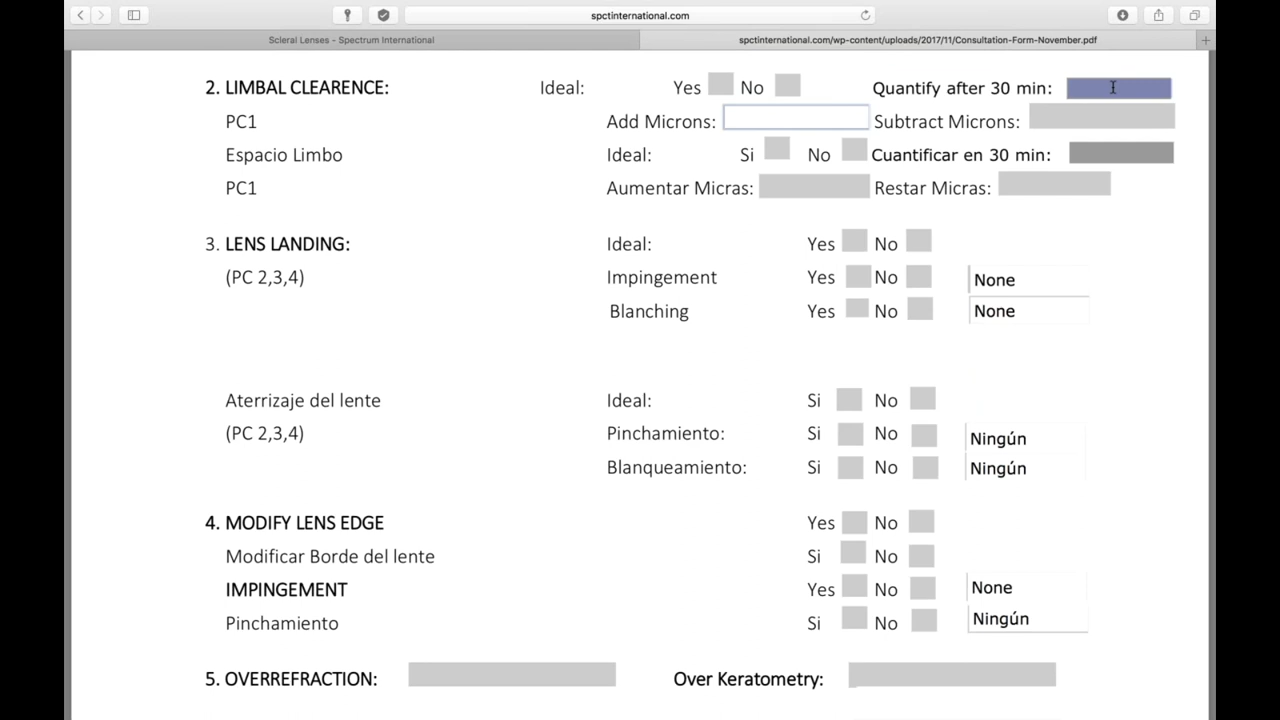 spctinternational.com
Scleral Lenses - Spectrum International
spctinternational.com/wp-content/uploads/2017/11/Consultation-Form-November.pdf
2. LIMBAL CLEARENCE: Ideal: Yes No Quantify after 30 min:
PC1 Add Microns: Subtract Microns:
Espacio Limbo Ideal: Si No Cuantificar en 30 min:
PC1 Aumentar Micras: Restar Micras:
3. LENS LANDING: Ideal: Yes No
(PC 2,3,4) Impingement Yes No None
Blanching Yes No None
Aterrizaje del lente Ideal: Si No
(PC 2,3,4) Pinchamiento: Si No Ningún
Blanqueamiento: Si No Ningún
4. MODIFY LENS EDGE Yes No
Modificar Borde del lente Si No
IMPINGEMENT Yes No None
Pinchamiento Si No Ningún
5. OVERREFRACTION: Over Keratometry: